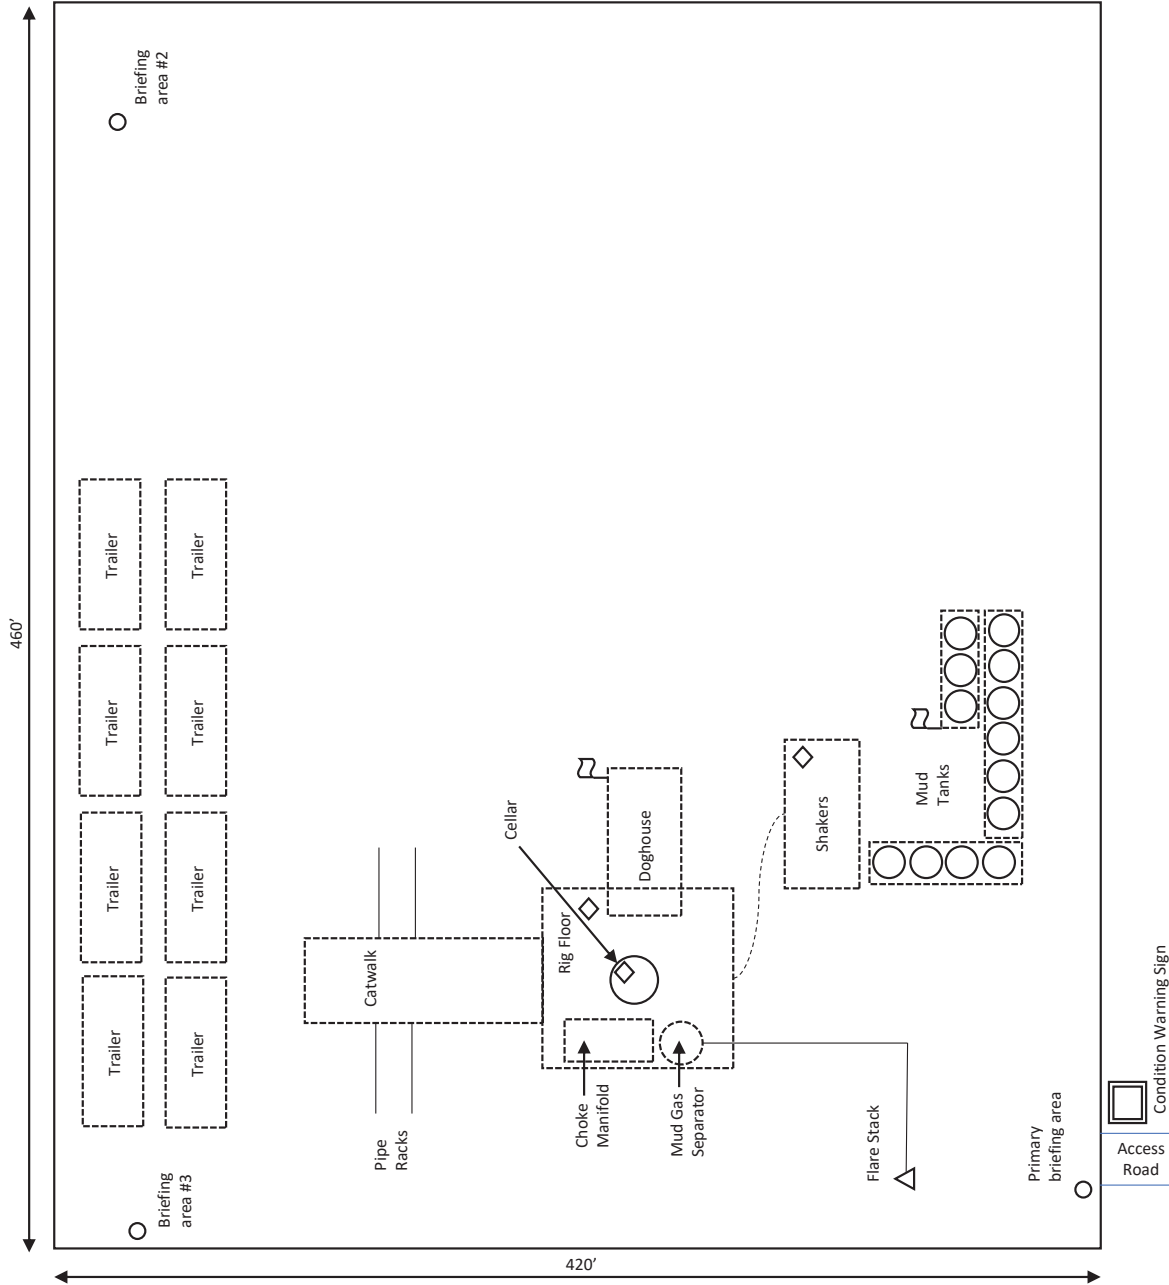 Briefing
area #2
460'
Trailer
Trailer
Trailer
Trailer
Trailer
Trailer
Trailer
Trailer
Cellar
Doghouse
Rig Floor
Catwalk
Shakers
Mud
Tanks
Pipe
Racks
Choke
Manifold
Mud Gas
Separator
Flare Stack
Briefing
area #3
Primary
briefing area
Condition Warning Sign
Access
Road
420'